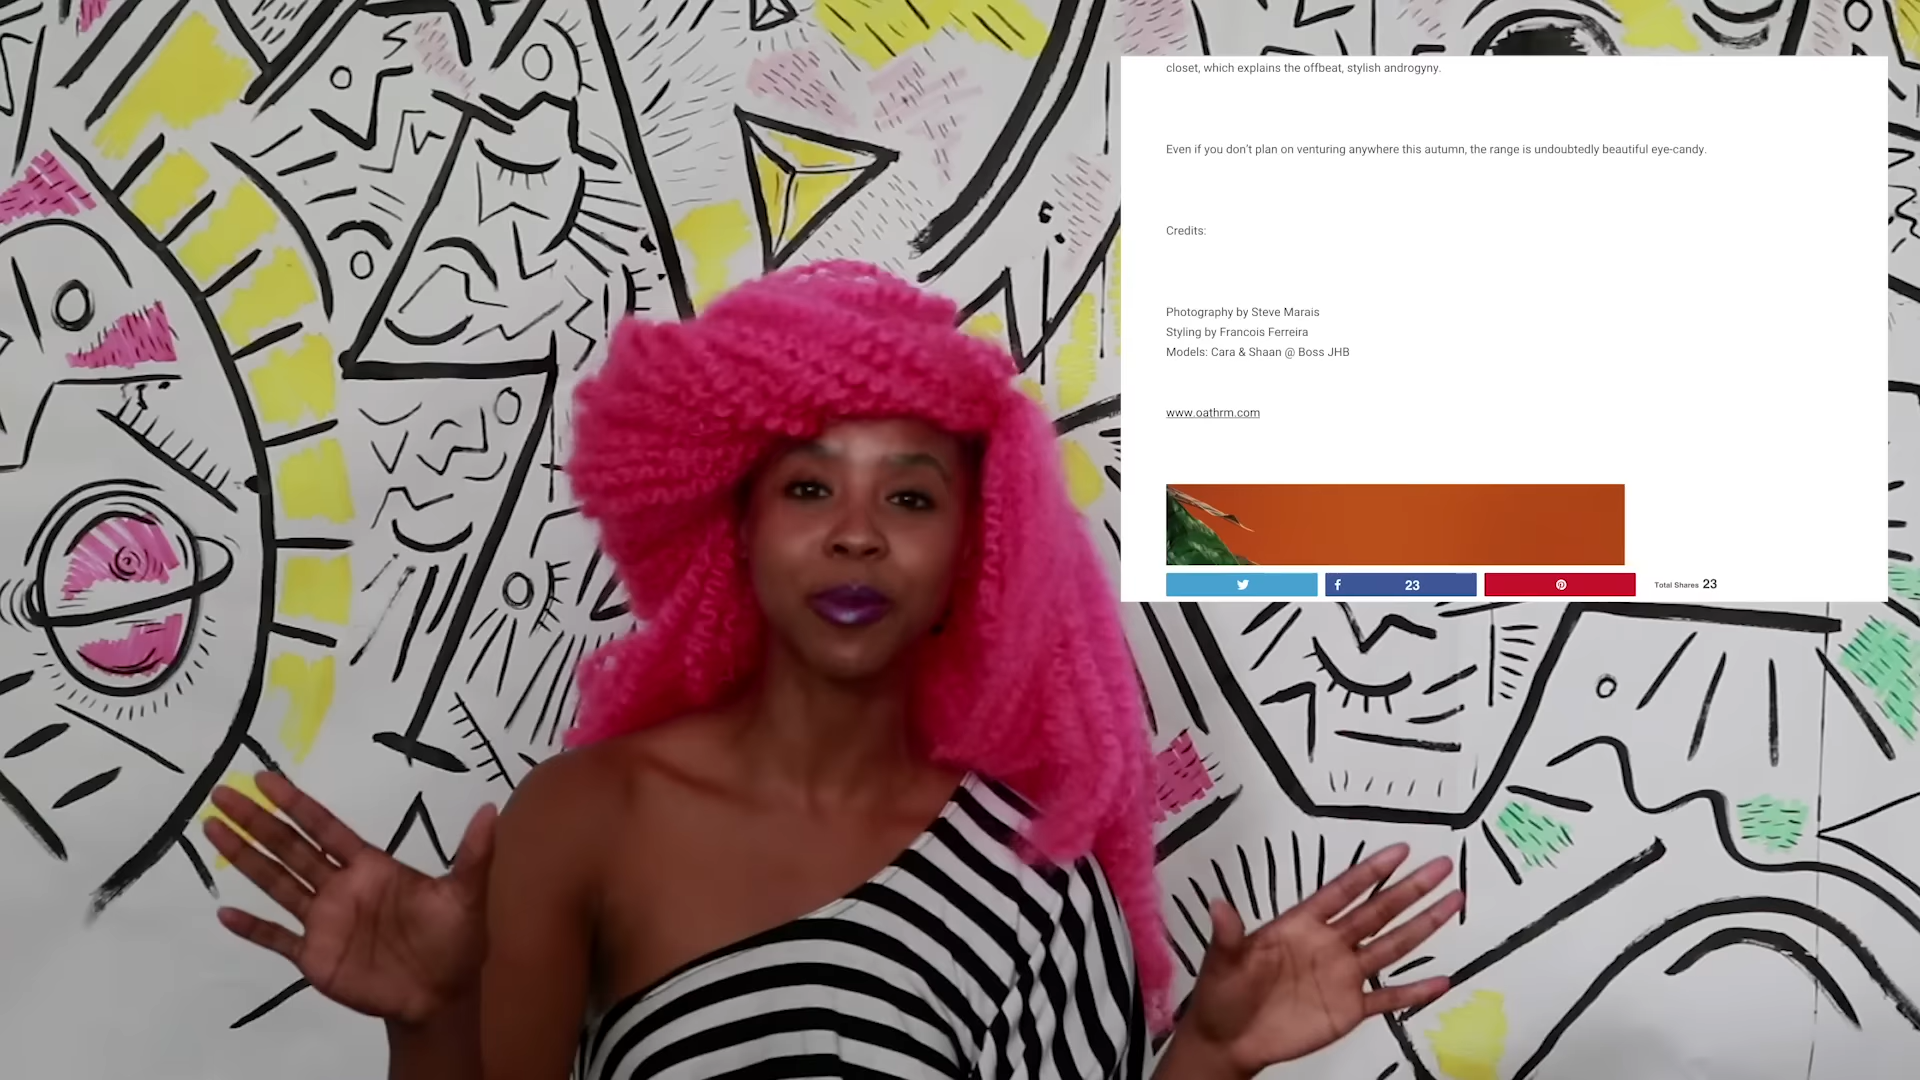 closet, which explains the offbeat, stylish androgyny.
Even if you don't plan on venturing anywhere this autumn, the range is undoubtedly beautiful eye-candy.
Credits:
Photography by Steve Marais
Styling by Francois Ferreira
Models: Cara & Shaan @ Boss JHB
www.oathrm.com
23
Total Shares 23